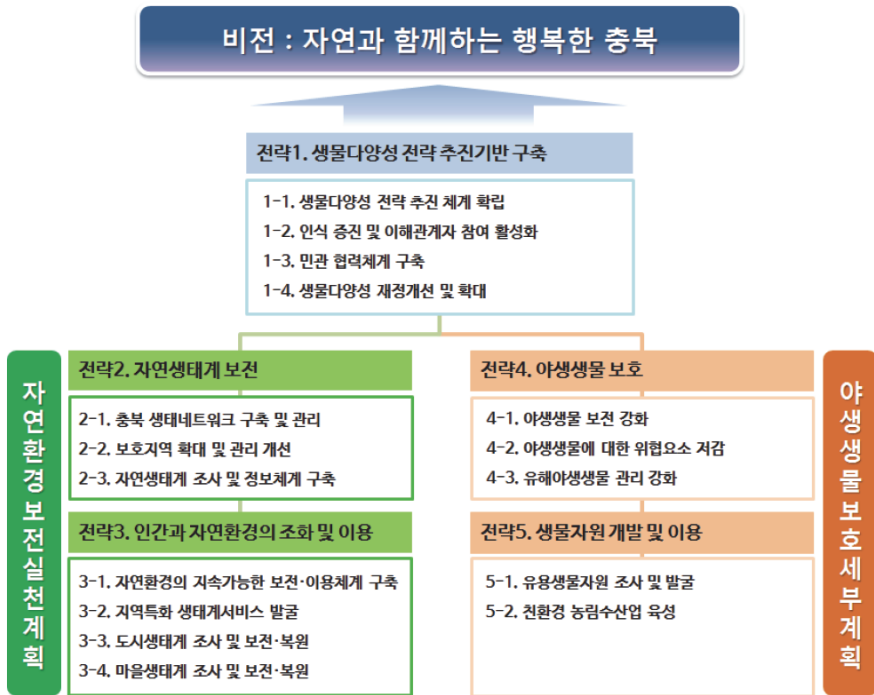 비전 : 자연과 함께하는 행복한 충북
전략1. 생물다양성 전략 추진기반 구축
1-1. 생물다양성 전략 추진 체계 확립
1-2. 인식 증진 및 이해관계자 참여 활성화
1-3. 민관 협력체계 구축
1-4. 생물다양성 재정개선 및 확대
자연환경보전실천계획
전략2. 자연생태계 보전
2-1. 충북 생태네트워크 구축 및 관리
2-2. 보호지역 확대 및 관리 개선
2-3. 자연생태계 조사 및 정보체계 구축
전략3. 인간과 자연환경의 조화 및 이용
3-1. 자연환경의 지속가능한 보전·이용체계 구축
3-2. 지역특화 생태계서비스 발굴
3-3. 도시생태계 조사 및 보전·복원
3-4. 마을생태계 조사 및 보전·복원
전략4. 야생생물 보호
4-1. 야생생물 보전 강화
4-2. 야생생물에 대한 위협요소 저감
4-3. 유해야생생물 관리 강화
전략5. 생물자원 개발 및 이용
5-1. 유용생물자원 조사 및 발굴
5-2. 친환경 농림수산업 육성
야생생물보호세부계획